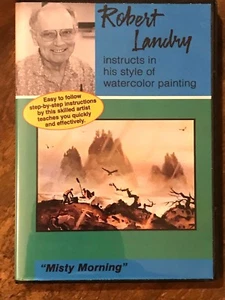 Robert
Landry
instructs in
his style of
watercolor painting
Easy to follow
step-by-step instructions
by this skilled artist
teaches you quickly
and effectively.
"Misty Morning"